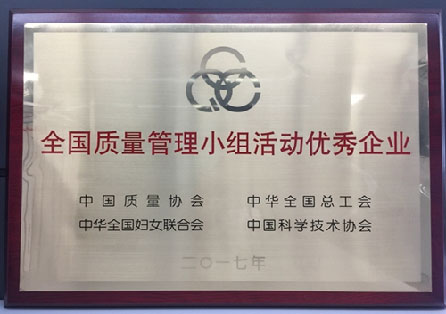 全国质量管理小组活动优秀企业
中国质量协会 中华全国总工会
中华全国妇女联合会 中国科学技术协会
二〇一七年